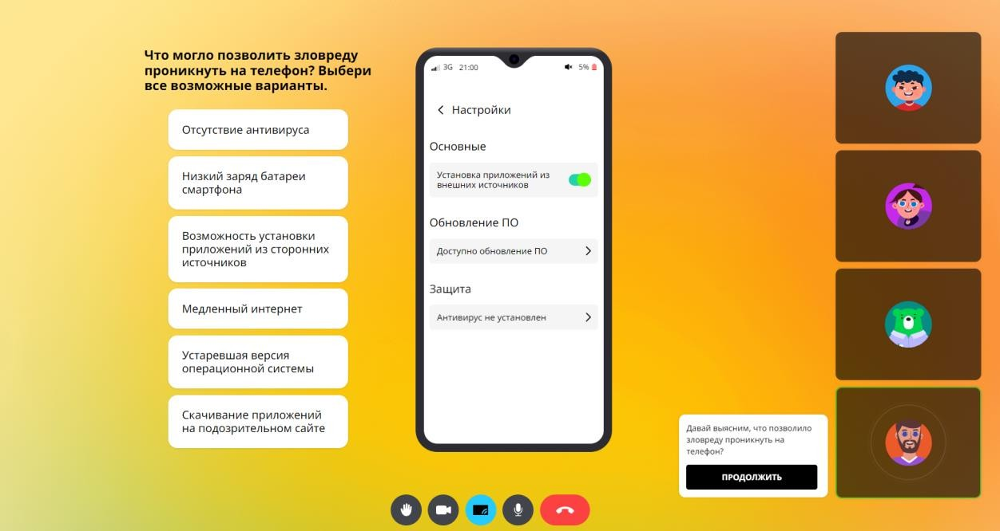 Что могло позволить зловреду
проникнуть на телефон? Выбери
все возможные варианты.
Отсутствие антивируса
Низкий заряд батареи
смартфона
Возможность установки
приложений из сторонних
источников
Медленный интернет
Устаревшая версия
операционной системы
Скачивание приложений
на подозрительном сайте
3G 21:00 5%
Настройки
Основные
Установка приложений из
внешних источников
Обновление ПО
Доступно обновление ПО
Защита
Антивирус не установлен
Давай выясним, что позволило
зловреду проникнуть на
телефон?
ПРОДОЛЖИТЬ